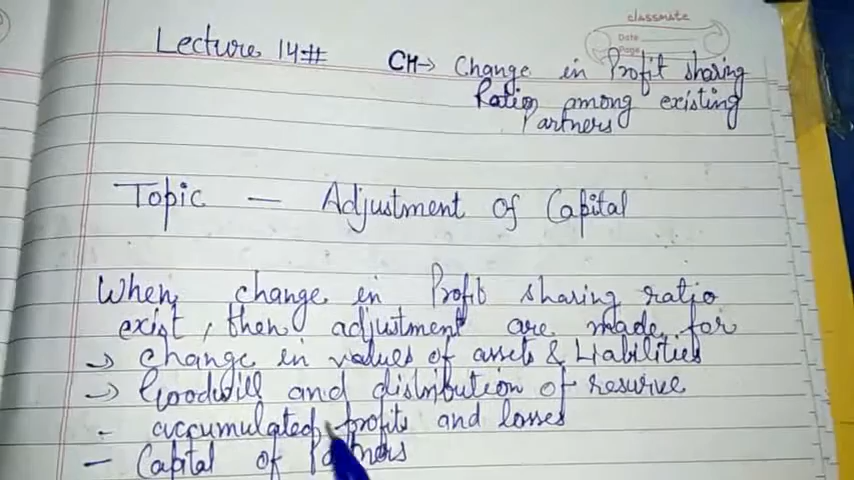 classmate
Date
Page
Lecture 14#
CH→ Change in Profit sharing
Ratio among existing
Partners
Topic — Adjustment of Capital
When change in Profit sharing ratio
exist, then adjustment are made for
→ change in values of assets & Liabilities
→ Goodwill and distribution of reserve
- accumulated profits and losses
- Capital of Partners